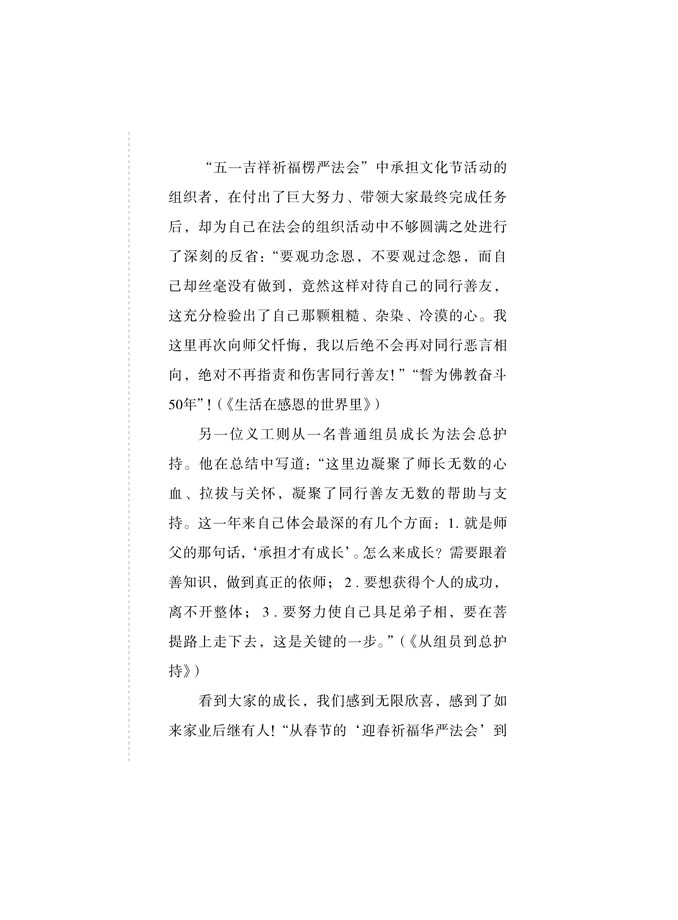 “五一吉祥祈福楞严法会”中承担文化节活动的
组织者，在付出了巨大努力、带领大家最终完成任务
后，却为自己在法会的组织活动中不够圆满之处进行
了深刻的反省：“要观功念恩，不要观过念怨，而自
己却丝毫没有做到，竟然这样对待自己的同行善友，
这充分检验出了自己那颗粗糙、杂染、冷漠的心。我
这里再次向师父忏悔，我以后绝不会再对同行恶言相
向，绝对不再指责和伤害同行善友！”“誓为佛教奋斗
50年”！（《生活在感恩的世界里》）
另一位义工则从一名普通组员成长为法会总护
持。他在总结中写道：“这里边凝聚了师长无数的心
血、拉拔与关怀，凝聚了同行善友无数的帮助与支
持。这一年来自己体会最深的有几个方面：1. 就是师
父的那句话，‘承担才有成长’。怎么来成长？需要跟着
善知识，做到真正的依师；2 . 要想获得个人的成功，
离不开整体；3 . 要努力使自己具足弟子相，要在菩
提路上走下去，这是关键的一步。”（《从组员到总护
持》）
看到大家的成长，我们感到无限欣喜，感到了如
来家业后继有人！“从春节的‘迎春祈福华严法会’到